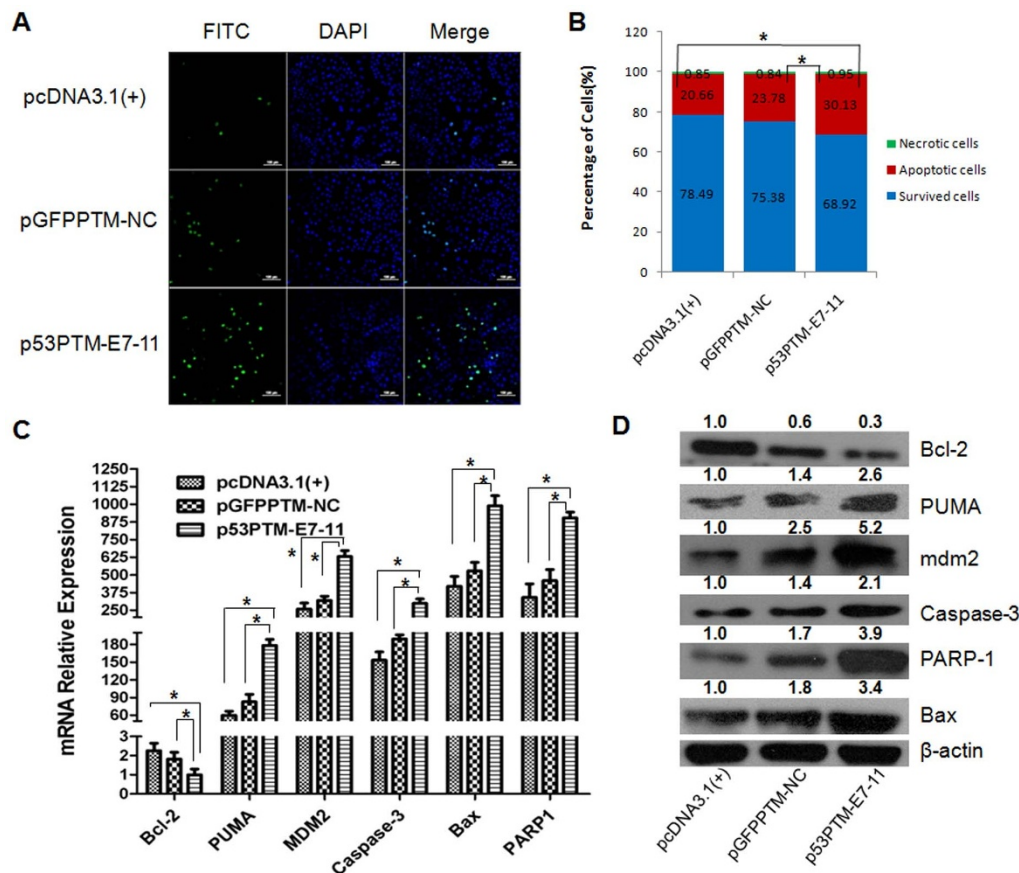 A
FITC DAPI Merge
pcDNA3.1(+)
pGFPPTM-NC
p53PTM-E7-11
B
Percentage of Cells(%)
120
100
80
60
40
20
0
0.85 0.84 0.95
20.66 23.78 30.13
78.49 75.38 68.92
* *
Necrotic cells
Apoptotic cells
Survived cells
pcDNA3.1(+) pGFPPTM-NC p53PTM-E7-11
C
mRNA Relative Expression
1250
1125
1000
875
750
625
500
375
250
180
150
120
90
60
3
2
1
0
pcDNA3.1(+)
pGFPPTM-NC
p53PTM-E7-11
* * * * * * * * * * * *
Bcl-2 PUMA MDM2 Caspase-3 Bax PARP1
D
1.0 0.6 0.3
Bcl-2
1.0 1.4 2.6
PUMA
1.0 2.5 5.2
mdm2
1.0 1.4 2.1
Caspase-3
1.0 1.7 3.9
PARP-1
1.0 1.8 3.4
Bax
β-actin
pcDNA3.1(+) pGFPPTM-NC p53PTM-E7-11